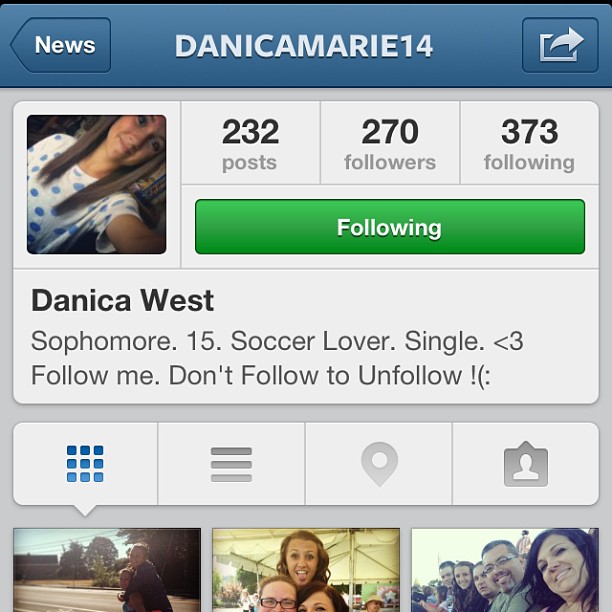 News
DANICAMARIE14
232
posts
270
followers
373
following
Following
Danica West
Sophomore. 15. Soccer Lover. Single. <3
Follow me. Don't Follow to Unfollow !(: